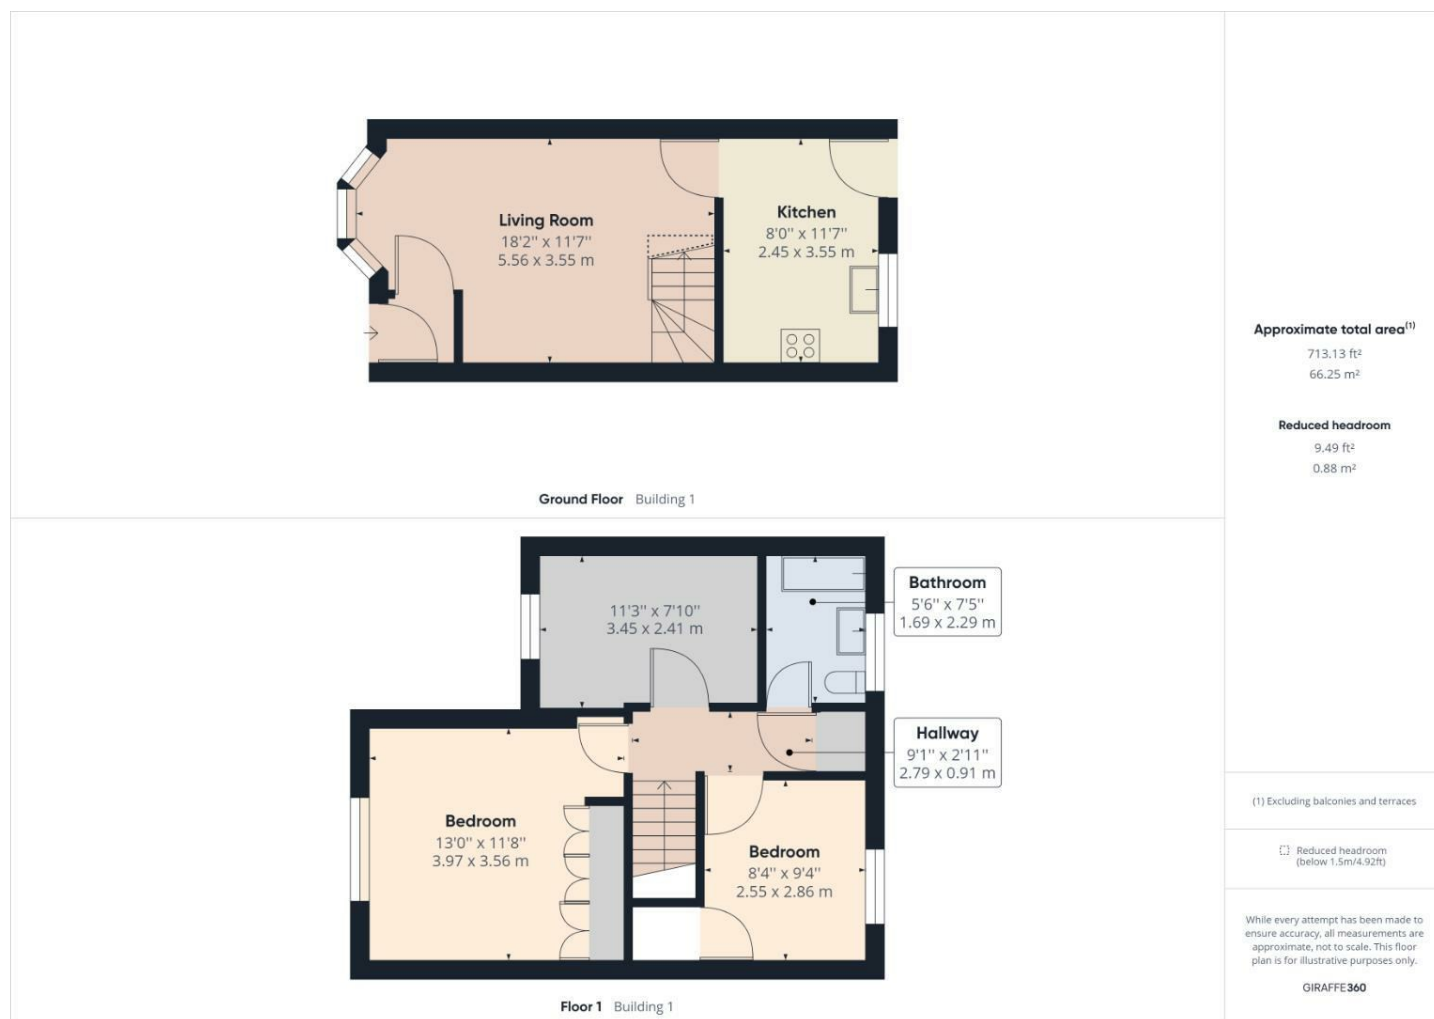 Living Room
18'2" x 11'7"
5.56 x 3.55 m
Kitchen
8'0" x 11'7"
2.45 x 3.55 m
Ground Floor Building 1
11'3" x 7'10"
3.45 x 2.41 m
Bathroom
5'6" x 7'5"
1.69 x 2.29 m
Hallway
9'1" x 2'11"
2.79 x 0.91 m
Bedroom
13'0" x 11'8"
3.97 x 3.56 m
Bedroom
8'4" x 9'4"
2.55 x 2.86 m
Floor 1 Building 1
Approximate total area(1)
713.13 ft²
66.25 m²
Reduced headroom
9.49 ft²
0.88 m²
(1) Excluding balconies and terraces
Reduced headroom
(below 1.5m/4.92ft)
While every attempt has been made to
ensure accuracy, all measurements are
approximate, not to scale. This floor
plan is for illustrative purposes only.
GIRAFFE360